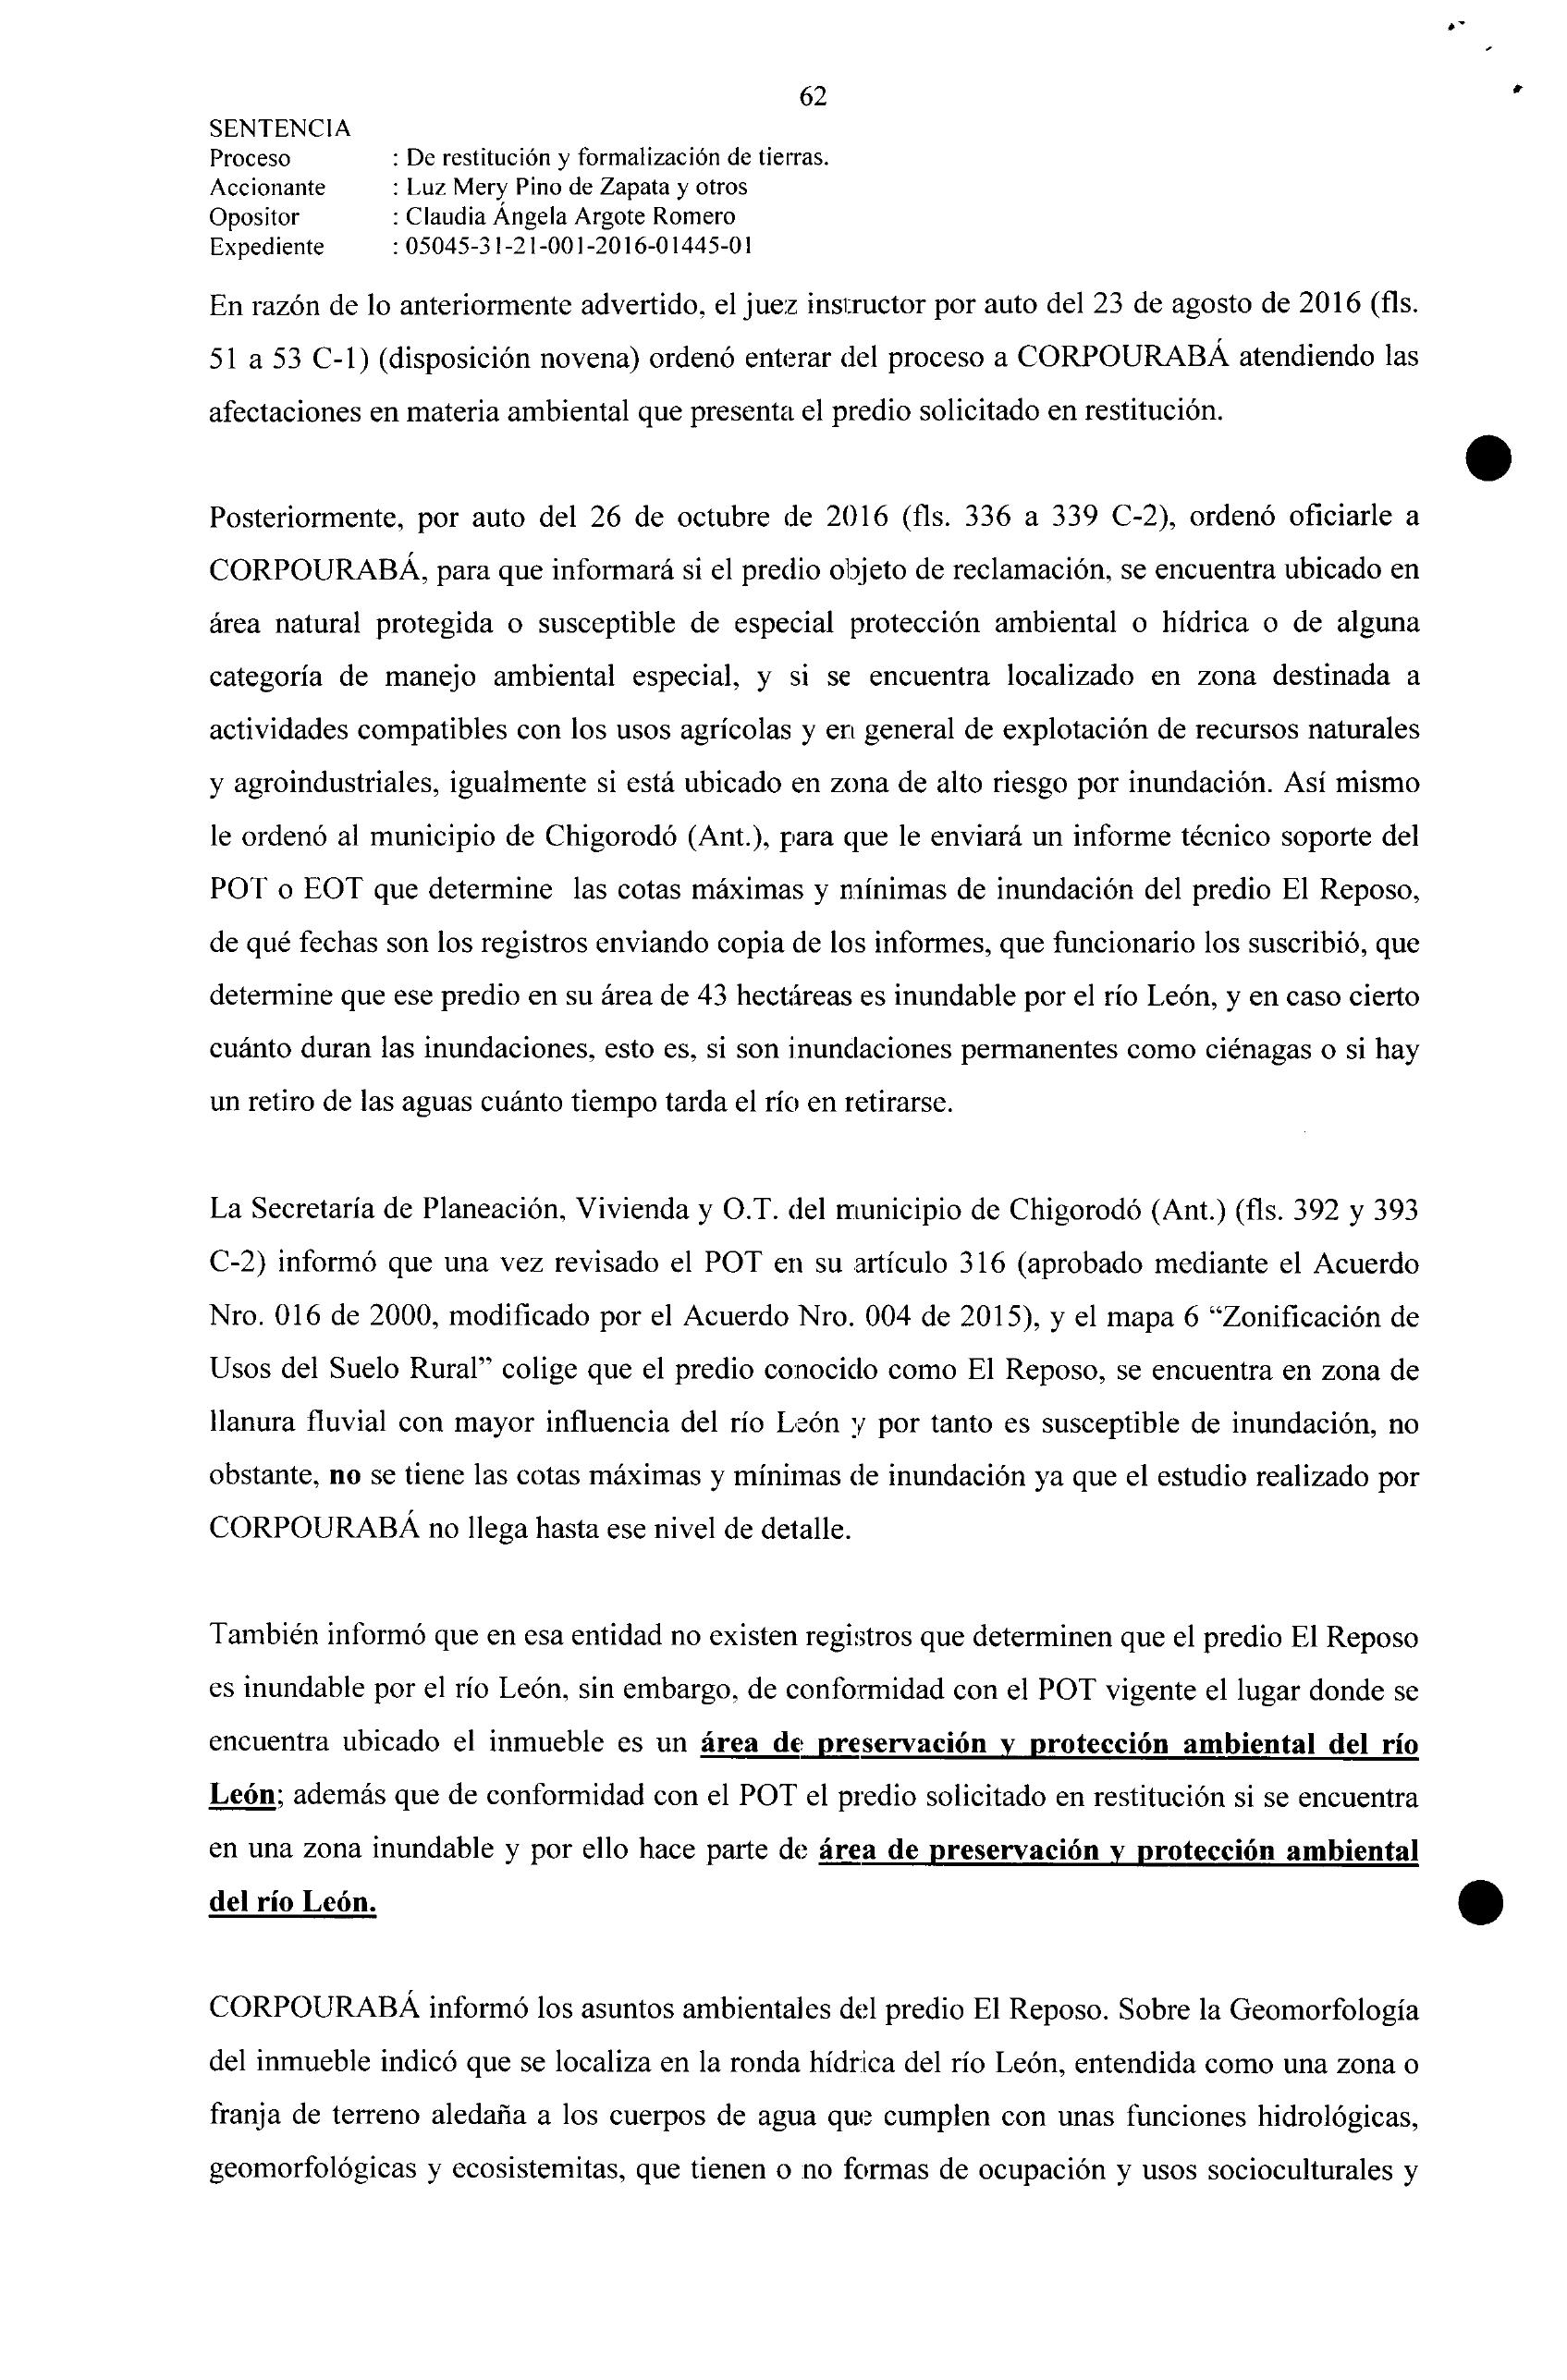 62
SENTENCIA
Proceso : De restitución y formalización de tierras.
Accionante : Luz Mery Pino de Zapata y otros
Opositor : Claudia Ángela Argote Romero
Expediente : 05045-31-21-001-2016-01445-01
En razón de lo anteriormente advertido, el juez instructor por auto del 23 de agosto de 2016 (fls.
51 a 53 C-1) (disposición novena) ordenó enterar del proceso a CORPOURABÁ atendiendo las
afectaciones en materia ambiental que presenta el predio solicitado en restitución.
Posteriormente, por auto del 26 de octubre de 2016 (fls. 336 a 339 C-2), ordenó oficiarle a
CORPOURABÁ, para que informará si el predio objeto de reclamación, se encuentra ubicado en
área natural protegida o susceptible de especial protección ambiental o hídrica o de alguna
categoría de manejo ambiental especial, y si se encuentra localizado en zona destinada a
actividades compatibles con los usos agrícolas y en general de explotación de recursos naturales
y agroindustriales, igualmente si está ubicado en zona de alto riesgo por inundación. Así mismo
le ordenó al municipio de Chigorodó (Ant.), para que le enviará un informe técnico soporte del
POT o EOT que determine las cotas máximas y mínimas de inundación del predio El Reposo,
de qué fechas son los registros enviando copia de los informes, que funcionario los suscribió, que
determine que ese predio en su área de 43 hectáreas es inundable por el río León, y en caso cierto
cuánto duran las inundaciones, esto es, si son inundaciones permanentes como ciénagas o si hay
un retiro de las aguas cuánto tiempo tarda el río en retirarse.
La Secretaría de Planeación, Vivienda y O.T. del municipio de Chigorodó (Ant.) (fls. 392 y 393
C-2) informó que una vez revisado el POT en su artículo 316 (aprobado mediante el Acuerdo
Nro. 016 de 2000, modificado por el Acuerdo Nro. 004 de 2015), y el mapa 6 “Zonificación de
Usos del Suelo Rural” colige que el predio conocido como El Reposo, se encuentra en zona de
llanura fluvial con mayor influencia del río León y por tanto es susceptible de inundación, no
obstante, no se tiene las cotas máximas y mínimas de inundación ya que el estudio realizado por
CORPOURABÁ no llega hasta ese nivel de detalle.
También informó que en esa entidad no existen registros que determinen que el predio El Reposo
es inundable por el río León, sin embargo, de conformidad con el POT vigente el lugar donde se
encuentra ubicado el inmueble es un área de preservación y protección ambiental del río
León; además que de conformidad con el POT el predio solicitado en restitución si se encuentra
en una zona inundable y por ello hace parte de área de preservación y protección ambiental
del río León.
CORPOURABÁ informó los asuntos ambientales del predio El Reposo. Sobre la Geomorfología
del inmueble indicó que se localiza en la ronda hídrica del río León, entendida como una zona o
franja de terreno aledaña a los cuerpos de agua que cumplen con unas funciones hidrológicas,
geomorfológicas y ecosistemitas, que tienen o no formas de ocupación y usos socioculturales y